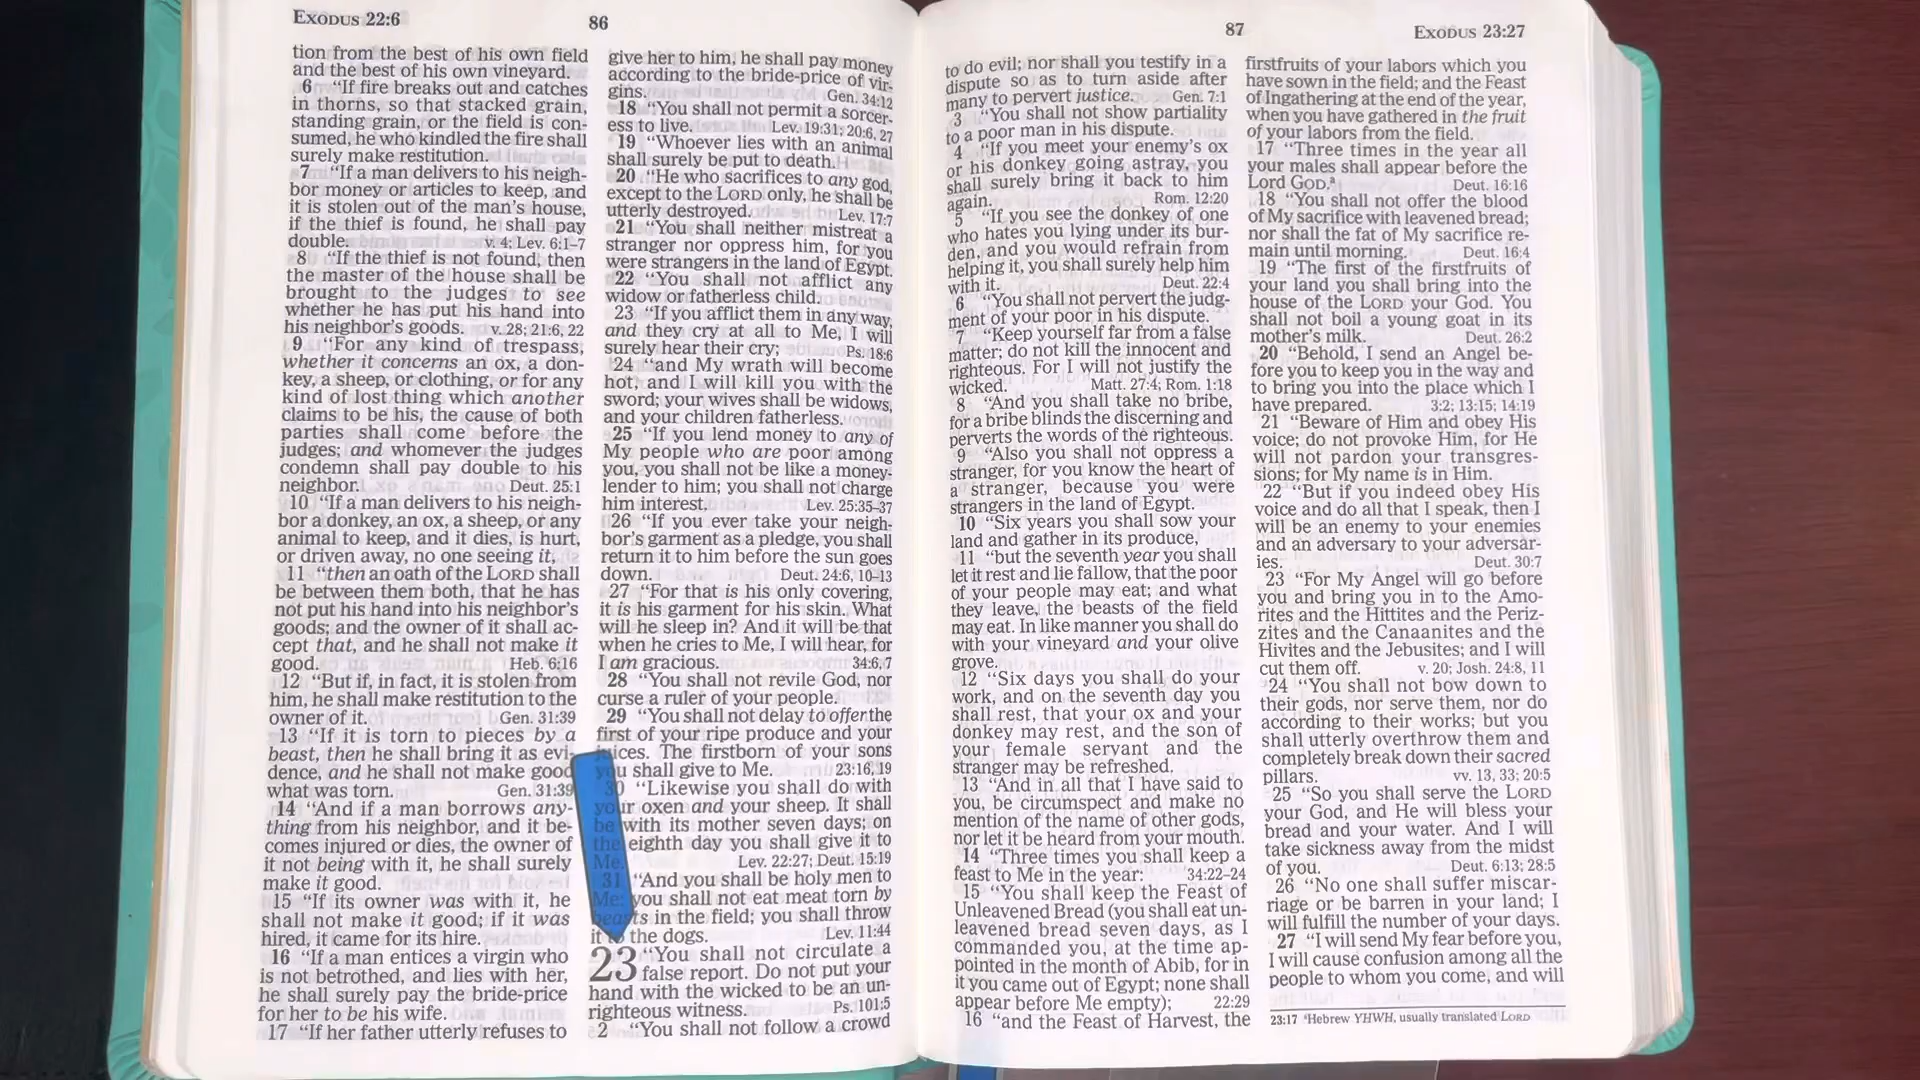 EXODUS 22:6
86
tion from the best of his own field
and the best of his own vineyard.
6 “If fire breaks out and catches
in thorns, so that stacked grain,
standing grain, or the field is con-
sumed, he who kindled the fire shall
surely make restitution.
7 “If a man delivers to his neigh-
bor money or articles to keep, and
it is stolen out of the man’s house,
if the thief is found, he shall pay
double. v. 4; Lev. 6:1–7
8 “If the thief is not found, then
the master of the house shall be
brought to the judges to see
whether he has put his hand into
his neighbor’s goods. v. 28; 21:6, 22
9 “For any kind of trespass,
whether it concerns an ox, a don-
key, a sheep, or clothing, or for any
kind of lost thing which another
claims to be his, the cause of both
parties shall come before the
judges; and whomever the judges
condemn shall pay double to his
neighbor. Deut. 25:1
10 “If a man delivers to his neigh-
bor a donkey, an ox, a sheep, or any
animal to keep, and it dies, is hurt,
or driven away, no one seeing it,
11 “then an oath of the LORD shall
be between them both, that he has
not put his hand into his neighbor’s
goods; and the owner of it shall ac-
cept that, and he shall not make it
good. Heb. 6:16
12 “But if, in fact, it is stolen from
him, he shall make restitution to the
owner of it. Gen. 31:39
13 “If it is torn to pieces by a
beast, then he shall bring it as evi-
dence, and he shall not make good
what was torn. Gen. 31:39
14 “And if a man borrows any-
thing from his neighbor, and it be-
comes injured or dies, the owner of
it not being with it, he shall surely
make it good.
15 “If its owner was with it, he
shall not make it good; if it was
hired, it came for its hire.
16 “If a man entices a virgin who
is not betrothed, and lies with her,
he shall surely pay the bride-price
for her to be his wife.
17 “If her father utterly refuses to
give her to him, he shall pay money
according to the bride-price of vir-
gins. Gen. 34:12
18 “You shall not permit a sorcer-
ess to live. Lev. 19:31; 20:6, 27
19 “Whoever lies with an animal
shall surely be put to death.
20 “He who sacrifices to any god,
except to the LORD only, he shall be
utterly destroyed. Lev. 17:7
21 “You shall neither mistreat a
stranger nor oppress him, for you
were strangers in the land of Egypt.
22 “You shall not afflict any
widow or fatherless child.
23 “If you afflict them in any way,
and they cry at all to Me, I will
surely hear their cry; Ps. 18:6
24 “and My wrath will become
hot, and I will kill you with the
sword; your wives shall be widows,
and your children fatherless.
25 “If you lend money to any of
My people who are poor among
you, you shall not be like a money-
lender to him; you shall not charge
him interest. Lev. 25:35–37
26 “If you ever take your neigh-
bor’s garment as a pledge, you shall
return it to him before the sun goes
down. Deut. 24:6, 10–13
27 “For that is his only covering,
it is his garment for his skin. What
will he sleep in? And it will be that
when he cries to Me, I will hear, for
I am gracious. 34:6, 7
28 “You shall not revile God, nor
curse a ruler of your people.
29 “You shall not delay to offer the
first of your ripe produce and your
juices. The firstborn of your sons
you shall give to Me. 23:16, 19
30 “Likewise you shall do with
your oxen and your sheep. It shall
be with its mother seven days; on
the eighth day you shall give it to
Me. Lev. 22:27; Deut. 15:19
31 “And you shall be holy men to
Me: you shall not eat meat torn by
beasts in the field; you shall throw
it to the dogs. Lev. 11:44
23 “You shall not circulate a
false report. Do not put your
hand with the wicked to be an un-
righteous witness. Ps. 101:5
2 “You shall not follow a crowd
87
EXODUS 23:27
to do evil; nor shall you testify in a
dispute so as to turn aside after
many to pervert justice. Gen. 7:1
3 “You shall not show partiality
to a poor man in his dispute.
4 “If you meet your enemy’s ox
or his donkey going astray, you
shall surely bring it back to him
again. Rom. 12:20
5 “If you see the donkey of one
who hates you lying under its bur-
den, and you would refrain from
helping it, you shall surely help him
with it. Deut. 22:4
6 “You shall not pervert the judg-
ment of your poor in his dispute.
7 “Keep yourself far from a false
matter; do not kill the innocent and
righteous. For I will not justify the
wicked. Matt. 27:4; Rom. 1:18
8 “And you shall take no bribe,
for a bribe blinds the discerning and
perverts the words of the righteous.
9 “Also you shall not oppress a
stranger, for you know the heart of
a stranger, because you were
strangers in the land of Egypt.
10 “Six years you shall sow your
land and gather in its produce,
11 “but the seventh year you shall
let it rest and lie fallow, that the poor
of your people may eat; and what
they leave, the beasts of the field
may eat. In like manner you shall do
with your vineyard and your olive
grove.
12 “Six days you shall do your
work, and on the seventh day you
shall rest, that your ox and your
donkey may rest, and the son of
your female servant and the
stranger may be refreshed.
13 “And in all that I have said to
you, be circumspect and make no
mention of the name of other gods,
nor let it be heard from your mouth.
14 “Three times you shall keep a
feast to Me in the year: 34:22–24
15 “You shall keep the Feast of
Unleavened Bread (you shall eat un-
leavened bread seven days, as I
commanded you, at the time ap-
pointed in the month of Abib, for in
it you came out of Egypt; none shall
appear before Me empty); 22:29
16 “and the Feast of Harvest, the
firstfruits of your labors which you
have sown in the field; and the Feast
of Ingathering at the end of the year,
when you have gathered in the fruit
of your labors from the field.
17 “Three times in the year all
your males shall appear before the
Lord GOD.ª Deut. 16:16
18 “You shall not offer the blood
of My sacrifice with leavened bread;
nor shall the fat of My sacrifice re-
main until morning. Deut. 16:4
19 “The first of the firstfruits of
your land you shall bring into the
house of the LORD your God. You
shall not boil a young goat in its
mother’s milk. Deut. 26:2
20 “Behold, I send an Angel be-
fore you to keep you in the way and
to bring you into the place which I
have prepared. 3:2; 13:15; 14:19
21 “Beware of Him and obey His
voice; do not provoke Him, for He
will not pardon your transgres-
sions; for My name is in Him.
22 “But if you indeed obey His
voice and do all that I speak, then I
will be an enemy to your enemies
and an adversary to your adversar-
ies. Deut. 30:7
23 “For My Angel will go before
you and bring you in to the Amo-
rites and the Hittites and the Periz-
zites and the Canaanites and the
Hivites and the Jebusites; and I will
cut them off. v. 20; Josh. 24:8, 11
24 “You shall not bow down to
their gods, nor serve them, nor do
according to their works; but you
shall utterly overthrow them and
completely break down their sacred
pillars. vv. 13, 33; 20:5
25 “So you shall serve the LORD
your God, and He will bless your
bread and your water. And I will
take sickness away from the midst
of you. Deut. 6:13; 28:5
26 “No one shall suffer miscar-
riage or be barren in your land; I
will fulfill the number of your days.
27 “I will send My fear before you,
I will cause confusion among all the
people to whom you come, and will
23:17 ªHebrew YHWH, usually translated LORD